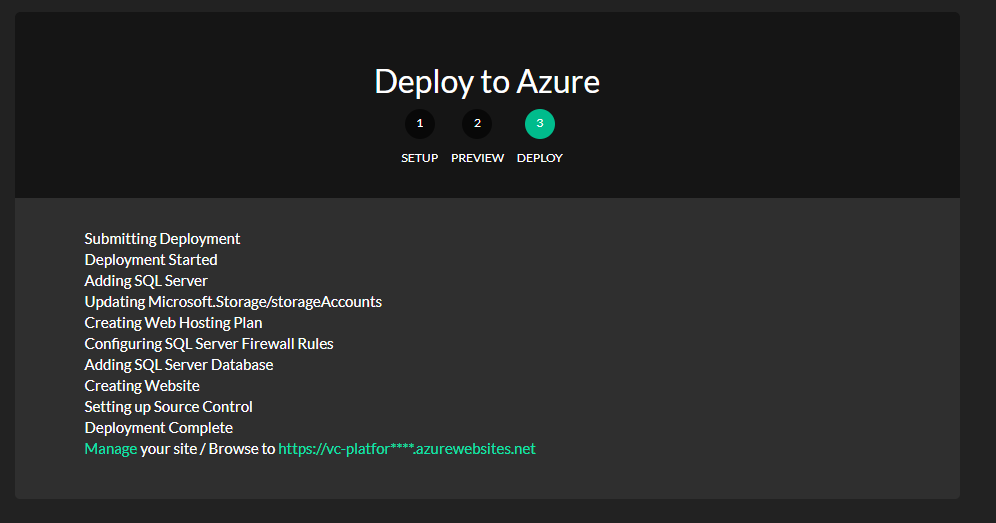 Deploy to Azure
1 2 3
SETUP PREVIEW DEPLOY
Submitting Deployment
Deployment Started
Adding SQL Server
Updating Microsoft.Storage/storageAccounts
Creating Web Hosting Plan
Configuring SQL Server Firewall Rules
Adding SQL Server Database
Creating Website
Setting up Source Control
Deployment Complete
Manage your site / Browse to https://vc-platfor****.azurewebsites.net